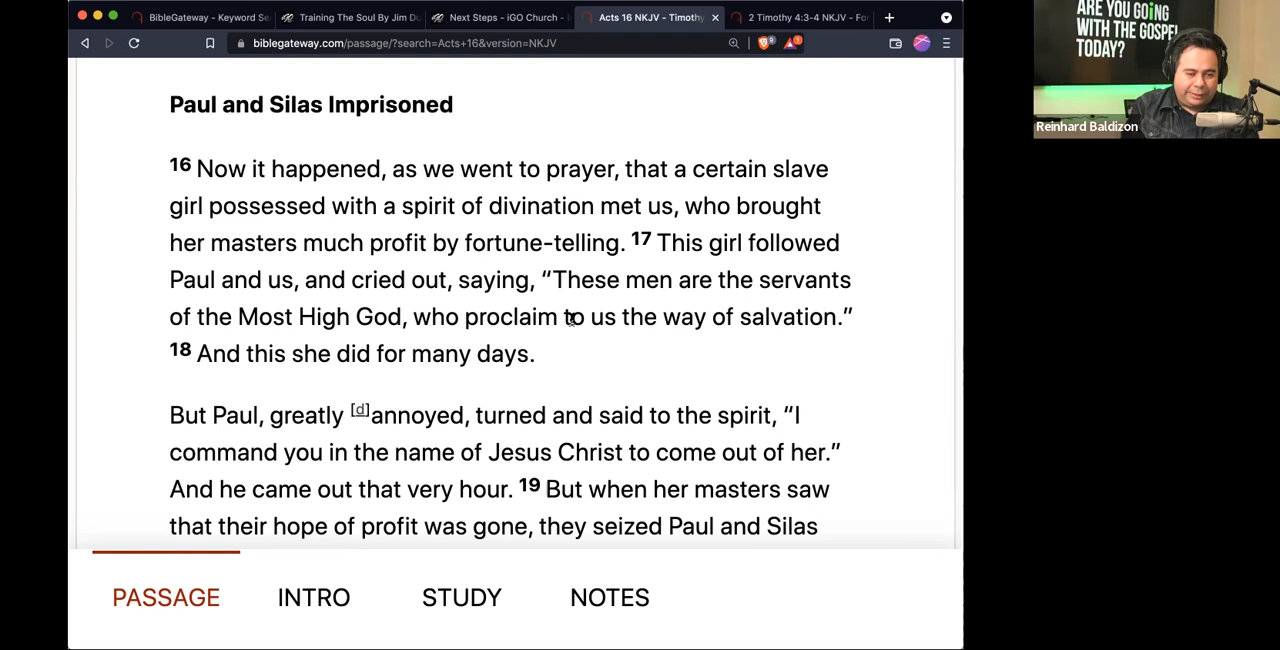 BibleGateway - Keyword Se
Training The Soul By Jim Du
Next Steps - iGO Church -
Acts 16 NKJV - Timothy
2 Timothy 4:3-4 NKJV - For
biblegateway.com/passage/?search=Acts+16&version=NKJV
ARE YOU GOiNG
WITH THE GOSPEL
TODAY?
Reinhard Baldizon
Paul and Silas Imprisoned
16 Now it happened, as we went to prayer, that a certain slave
girl possessed with a spirit of divination met us, who brought
her masters much profit by fortune-telling. 17 This girl followed
Paul and us, and cried out, saying, “These men are the servants
of the Most High God, who proclaim to us the way of salvation.”
18 And this she did for many days.
But Paul, greatly [d]annoyed, turned and said to the spirit, “I
command you in the name of Jesus Christ to come out of her.”
And he came out that very hour. 19 But when her masters saw
that their hope of profit was gone, they seized Paul and Silas
PASSAGE
INTRO
STUDY
NOTES